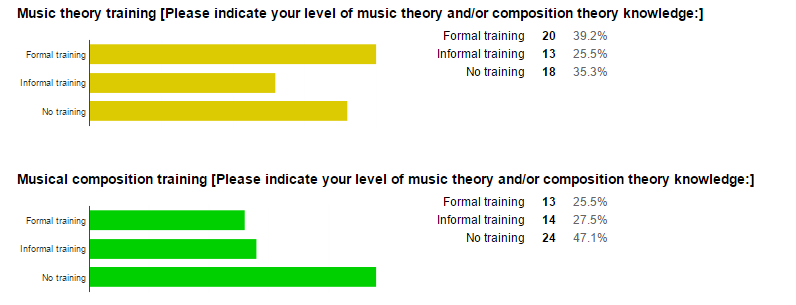 Music theory training [Please indicate your level of music theory and/or composition theory knowledge:]
Formal training
Informal training
No training
Formal training 20 39.2%
Informal training 13 25.5%
No training 18 35.3%
Musical composition training [Please indicate your level of music theory and/or composition theory knowledge:]
Formal training
Informal training
No training
Formal training 13 25.5%
Informal training 14 27.5%
No training 24 47.1%